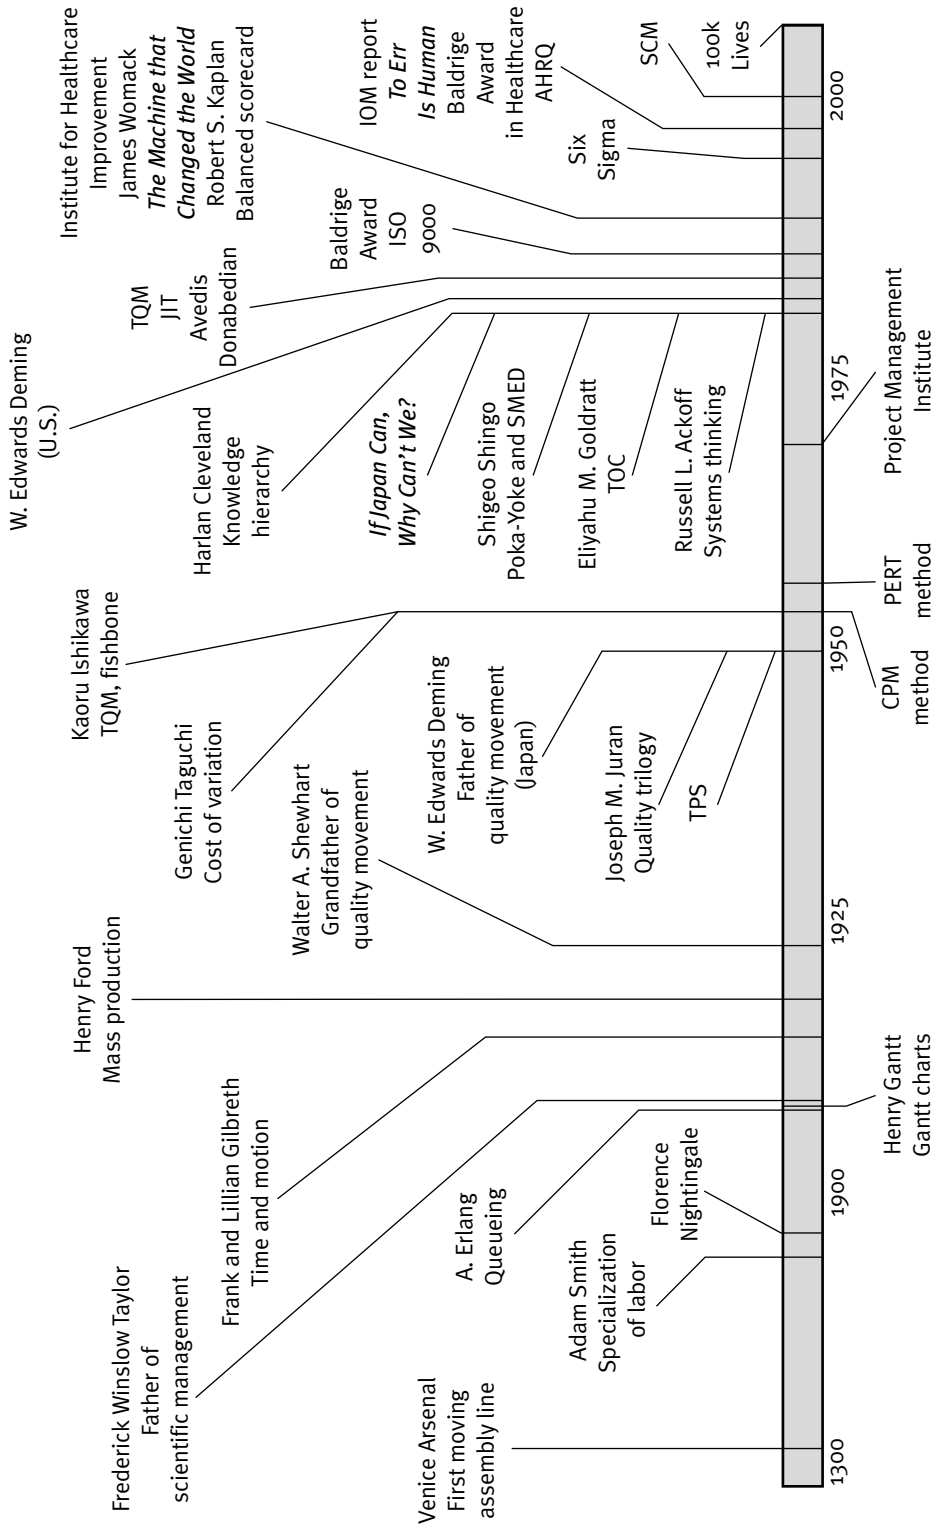 Venice Arsenal
First moving
assembly line
Frederick Winslow Taylor
Father of
scientific management
Adam Smith
Specialization
of labor
Florence
Nightingale
A. Erlang
Queueing
Frank and Lillian Gilbreth
Time and motion
Henry Ford
Mass production
Walter A. Shewhart
Grandfather of
quality movement
Genichi Taguchi
Cost of variation
Kaoru Ishikawa
TQM, fishbone
W. Edwards Deming
Father of
quality movement
(Japan)
Joseph M. Juran
Quality trilogy
TPS
W. Edwards Deming
(U.S.)
Harlan Cleveland
Knowledge
hierarchy
If Japan Can,
Why Can't We?
Shigeo Shingo
Poka-Yoke and SMED
Eliyahu M. Goldratt
TOC
Russell L. Ackoff
Systems thinking
TQM
JIT
Avedis
Donabedian
Baldrige
Award
ISO
9000
Institute for Healthcare
Improvement
James Womack
The Machine that
Changed the World
Robert S. Kaplan
Balanced scorecard
Six
Sigma
IOM report
To Err
Is Human
Baldrige
Award
in Healthcare
AHRQ
SCM
100k
Lives
1300
1900
1925
1950
1975
2000
Henry Gantt
Gantt charts
CPM
method
PERT
method
Project Management
Institute